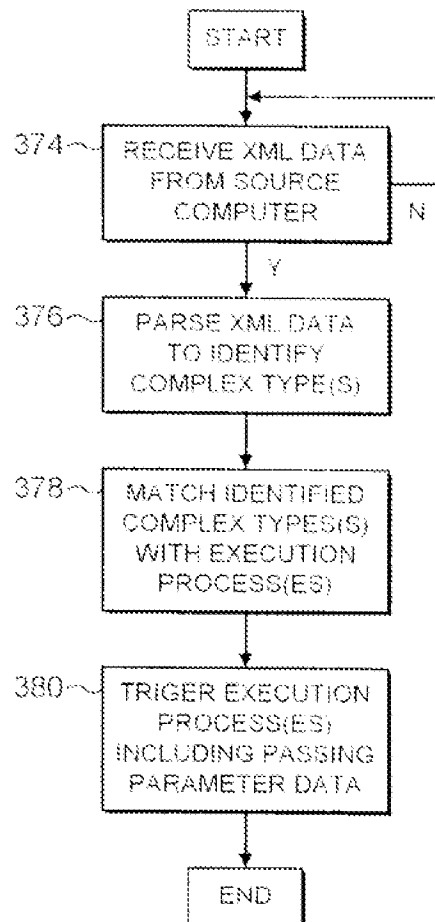 START
374
RECEIVE XML DATA
FROM SOURCE
COMPUTER
N
Y
376
PARSE XML DATA
TO IDENTIFY
COMPLEX TYPE(S)
378
MATCH IDENTIFIED
COMPLEX TYPES(S)
WITH EXECUTION
PROCESS(ES)
380
TRIGER EXECUTION
PROCESS(ES)
INCLUDING PASSING
PARAMETER DATA
END